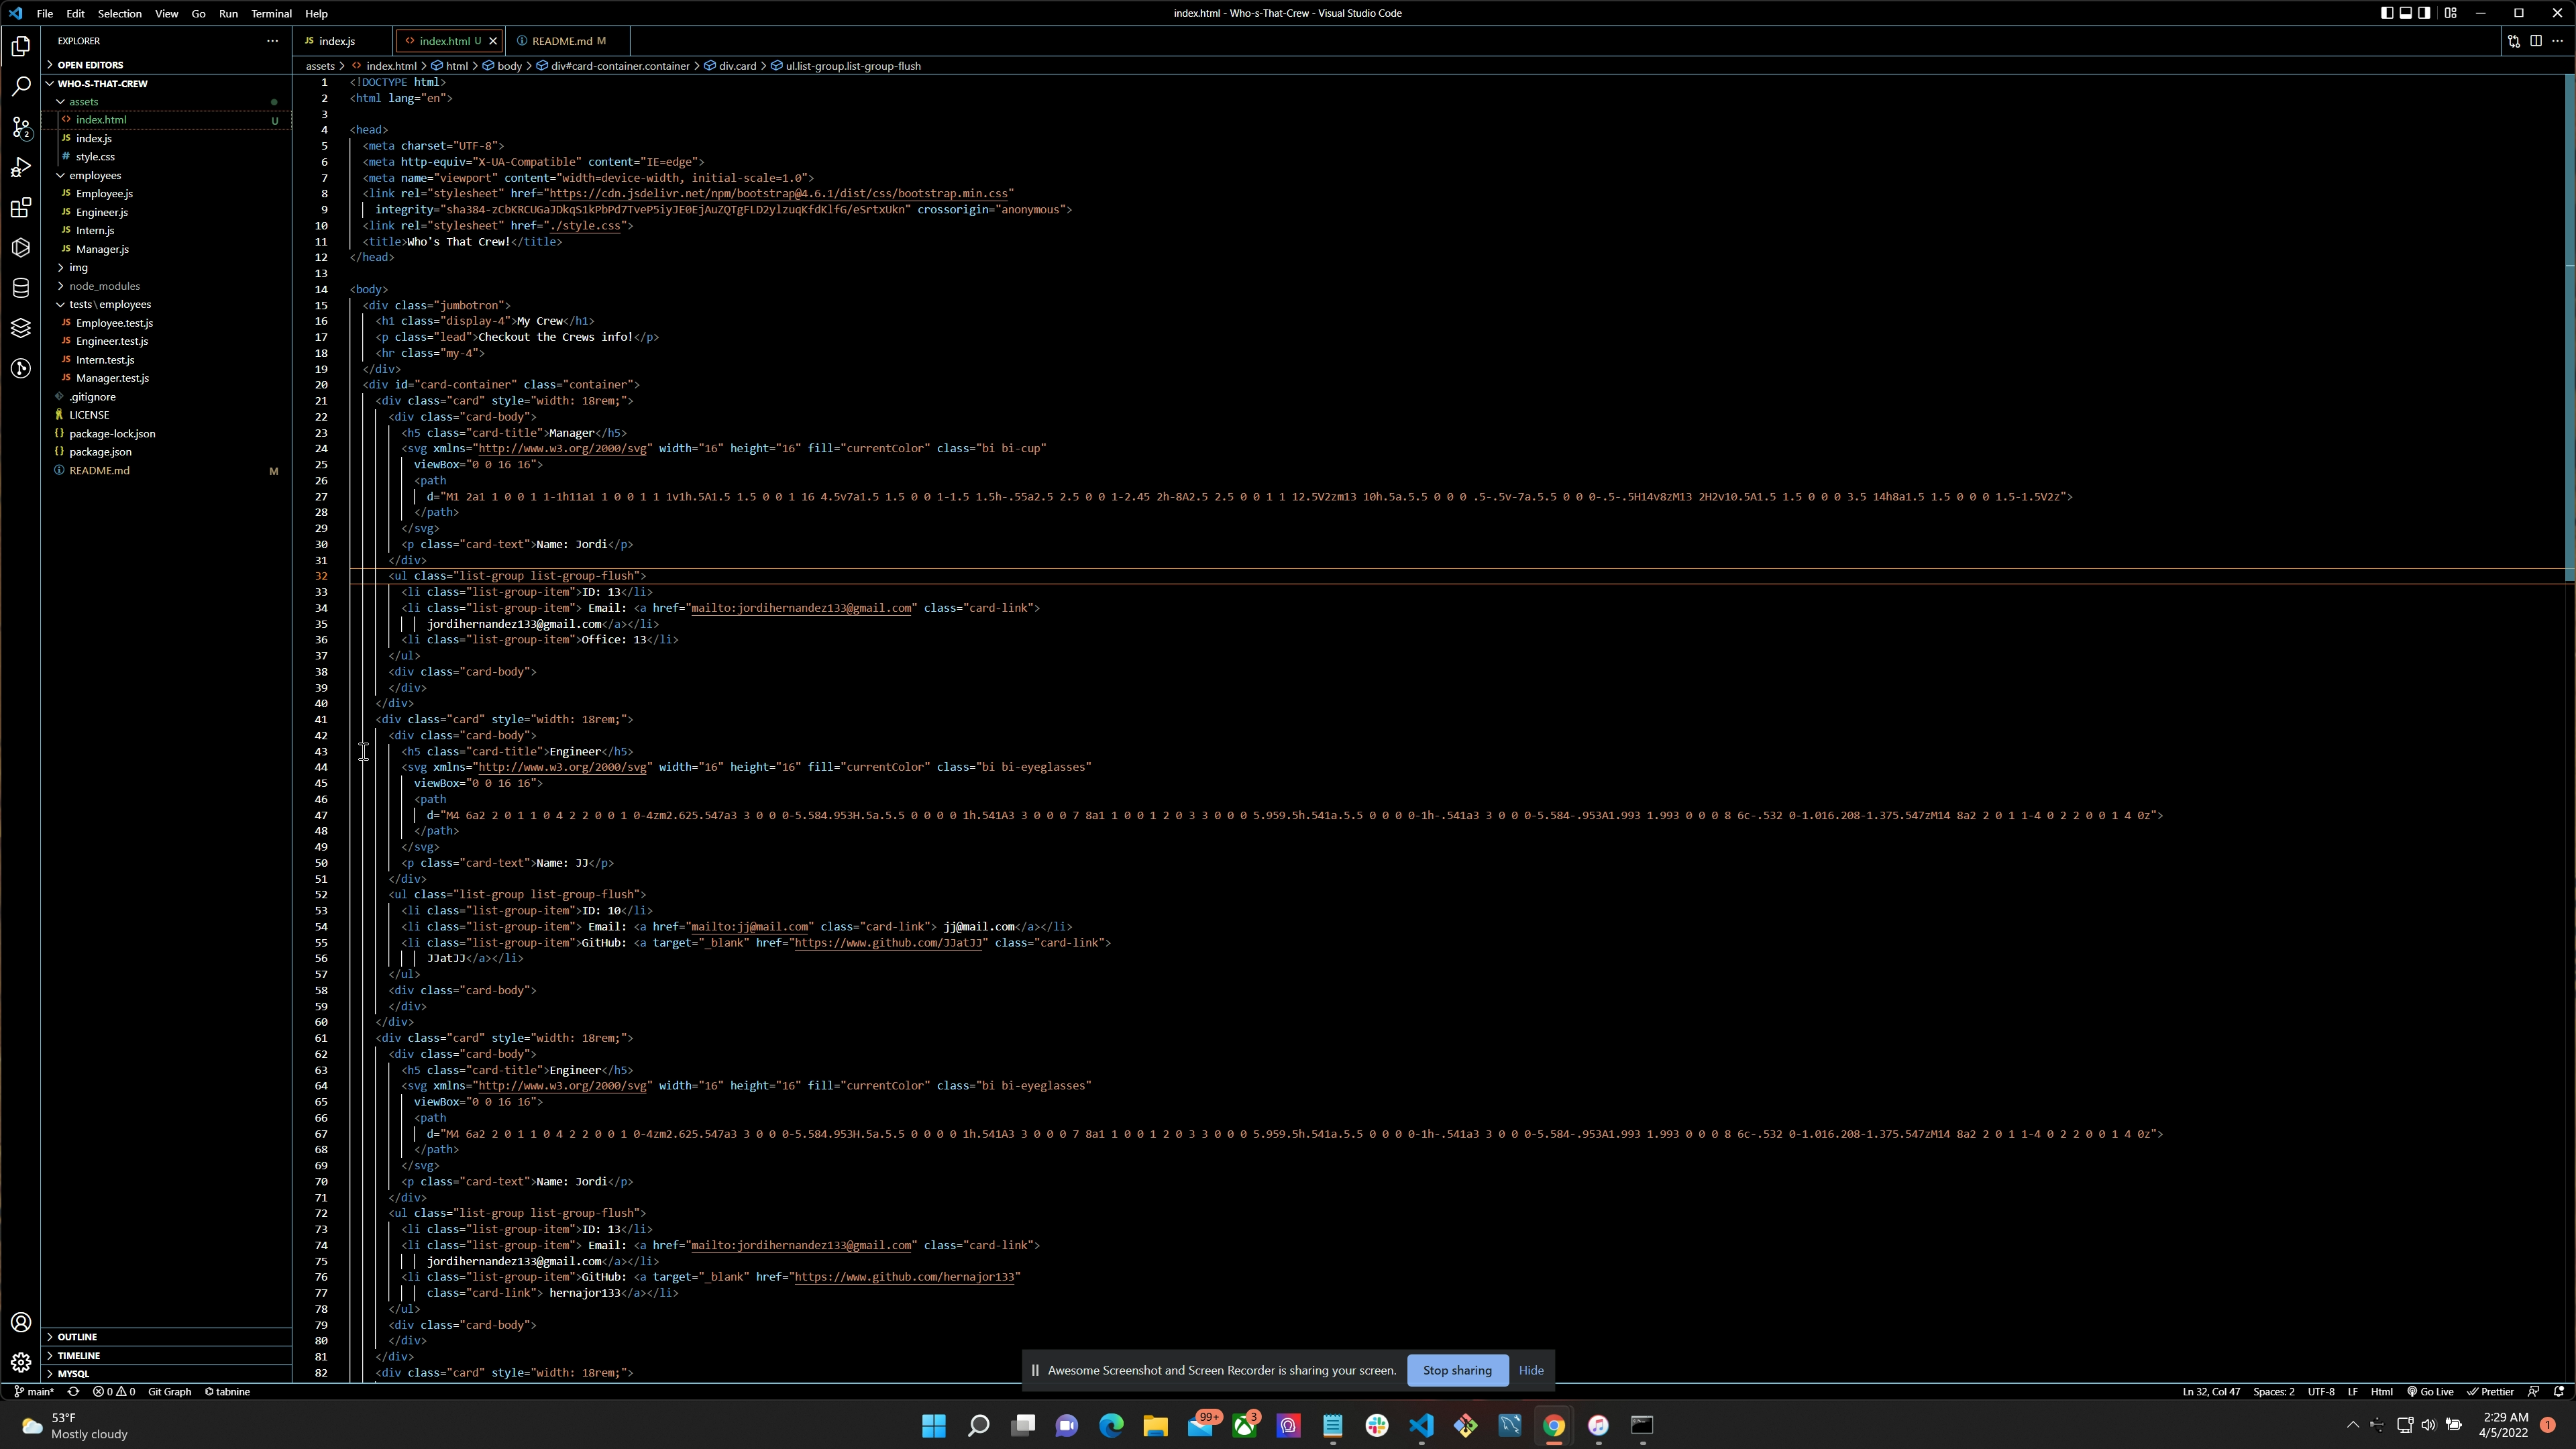 File Edit Selection View Go Run Terminal Help
index.html - Who-s-That-Crew - Visual Studio Code
EXPLORER
OPEN EDITORS
WHO-S-THAT-CREW
assets
index.html U
index.js
style.css
employees
Employee.js
Engineer.js
Intern.js
Manager.js
img
node_modules
tests\employees
Employee.test.js
Engineer.test.js
Intern.test.js
Manager.test.js
.gitignore
LICENSE
package-lock.json
package.json
README.md M
OUTLINE
TIMELINE
MYSQL
index.js index.html U README.md M
assets > index.html > html > body > div#card-container.container > div.card > ul.list-group.list-group-flush
1 <!DOCTYPE html>
2 <html lang="en">
3
4 <head>
5 <meta charset="UTF-8">
6 <meta http-equiv="X-UA-Compatible" content="IE=edge">
7 <meta name="viewport" content="width=device-width, initial-scale=1.0">
8 <link rel="stylesheet" href="https://cdn.jsdelivr.net/npm/bootstrap@4.6.1/dist/css/bootstrap.min.css"
9 integrity="sha384-zCbKRCUGaJDkqS1kPbPd7TveP5iyJE0EjAuZQTgFLD2ylzuqKfdKlfG/eSrtxUkn" crossorigin="anonymous">
10 <link rel="stylesheet" href="./style.css">
11 <title>Who's That Crew!</title>
12 </head>
13
14 <body>
15 <div class="jumbotron">
16 <h1 class="display-4">My Crew</h1>
17 <p class="lead">Checkout the Crews info!</p>
18 <hr class="my-4">
19 </div>
20 <div id="card-container" class="container">
21 <div class="card" style="width: 18rem;">
22 <div class="card-body">
23 <h5 class="card-title">Manager</h5>
24 <svg xmlns="http://www.w3.org/2000/svg" width="16" height="16" fill="currentColor" class="bi bi-cup"
25 viewBox="0 0 16 16">
26 <path
27 d="M1 2a1 1 0 0 1 1-1h11a1 1 0 0 1 1 1v1h.5A1.5 1.5 0 0 1 16 4.5v7a1.5 1.5 0 0 1-1.5 1.5h-.55a2.5 2.5 0 0 1-2.45 2h-8A2.5 2.5 0 0 1 1 12.5V2zm13 10h.5a.5.5 0 0 0 .5-.5v-7a.5.5 0 0 0-.5-.5H14v8zM13 2H2v10.5A1.5 1.5 0 0 0 3.5 14h8a1.5 1.5 0 0 0 1.5-1.5V2z">
28 </path>
29 </svg>
30 <p class="card-text">Name: Jordi</p>
31 </div>
32 <ul class="list-group list-group-flush">
33 <li class="list-group-item">ID: 13</li>
34 <li class="list-group-item"> Email: <a href="mailto:jordihernandez133@gmail.com" class="card-link">
35 jordihernandez133@gmail.com</a></li>
36 <li class="list-group-item">Office: 13</li>
37 </ul>
38 <div class="card-body">
39 </div>
40 </div>
41 <div class="card" style="width: 18rem;">
42 <div class="card-body">
43 <h5 class="card-title">Engineer</h5>
44 <svg xmlns="http://www.w3.org/2000/svg" width="16" height="16" fill="currentColor" class="bi bi-eyeglasses"
45 viewBox="0 0 16 16">
46 <path
47 d="M4 6a2 2 0 1 1 0 4 2 2 0 0 1 0-4zm2.625.547a3 3 0 0 0-5.584.953H.5a.5.5 0 0 0 0 1h.541A3 3 0 0 0 7 8a1 1 0 0 1 2 0 3 3 0 0 0 5.959.5h.541a.5.5 0 0 0 0-1h-.541a3 3 0 0 0-5.584-.953A1.993 1.993 0 0 0 8 6c-.532 0-1.016.208-1.375.547zM14 8a2 2 0 1 1-4 0 2 2 0 0 1 4 0z">
48 </path>
49 </svg>
50 <p class="card-text">Name: JJ</p>
51 </div>
52 <ul class="list-group list-group-flush">
53 <li class="list-group-item">ID: 10</li>
54 <li class="list-group-item"> Email: <a href="mailto:jj@mail.com" class="card-link"> jj@mail.com</a></li>
55 <li class="list-group-item">GitHub: <a target="_blank" href="https://www.github.com/JJatJJ" class="card-link">
56 JJatJJ</a></li>
57 </ul>
58 <div class="card-body">
59 </div>
60 </div>
61 <div class="card" style="width: 18rem;">
62 <div class="card-body">
63 <h5 class="card-title">Engineer</h5>
64 <svg xmlns="http://www.w3.org/2000/svg" width="16" height="16" fill="currentColor" class="bi bi-eyeglasses"
65 viewBox="0 0 16 16">
66 <path
67 d="M4 6a2 2 0 1 1 0 4 2 2 0 0 1 0-4zm2.625.547a3 3 0 0 0-5.584.953H.5a.5.5 0 0 0 0 1h.541A3 3 0 0 0 7 8a1 1 0 0 1 2 0 3 3 0 0 0 5.959.5h.541a.5.5 0 0 0 0-1h-.541a3 3 0 0 0-5.584-.953A1.993 1.993 0 0 0 8 6c-.532 0-1.016.208-1.375.547zM14 8a2 2 0 1 1-4 0 2 2 0 0 1 4 0z">
68 </path>
69 </svg>
70 <p class="card-text">Name: Jordi</p>
71 </div>
72 <ul class="list-group list-group-flush">
73 <li class="list-group-item">ID: 13</li>
74 <li class="list-group-item"> Email: <a href="mailto:jordihernandez133@gmail.com" class="card-link">
75 jordihernandez133@gmail.com</a></li>
76 <li class="list-group-item">GitHub: <a target="_blank" href="https://www.github.com/hernajor133"
77 class="card-link"> hernajor133</a></li>
78 </ul>
79 <div class="card-body">
80 </div>
81 </div>
82 <div class="card" style="width: 18rem;">
Awesome Screenshot and Screen Recorder is sharing your screen. Stop sharing Hide
main* 0 0 Git Graph tabnine
Ln 32, Col 47 Spaces: 2 UTF-8 LF Html Go Live Prettier
53°F
Mostly cloudy
99+ 3
2:29 AM
4/5/2022
1